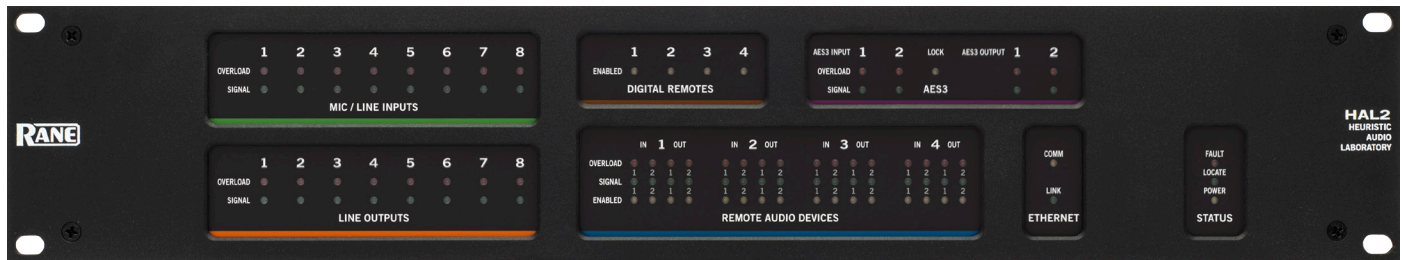 RANE
1 2 3 4 5 6 7 8
OVERLOAD
SIGNAL
MIC / LINE INPUTS
1 2 3 4 5 6 7 8
OVERLOAD
SIGNAL
LINE OUTPUTS
1 2 3 4
ENABLED
DIGITAL REMOTES
AES3 INPUT 1 2 LOCK AES3 OUTPUT 1 2
OVERLOAD
SIGNAL AES3
IN 1 OUT IN 2 OUT IN 3 OUT IN 4 OUT
OVERLOAD
1 2 1 2 1 2 1 2 1 2 1 2 1 2 1 2
SIGNAL
1 2 1 2 1 2 1 2 1 2 1 2 1 2 1 2
ENABLED
REMOTE AUDIO DEVICES
COMM
LINK
ETHERNET
FAULT
LOCATE
POWER
STATUS
HAL2
HEURISTIC
AUDIO
LABORATORY